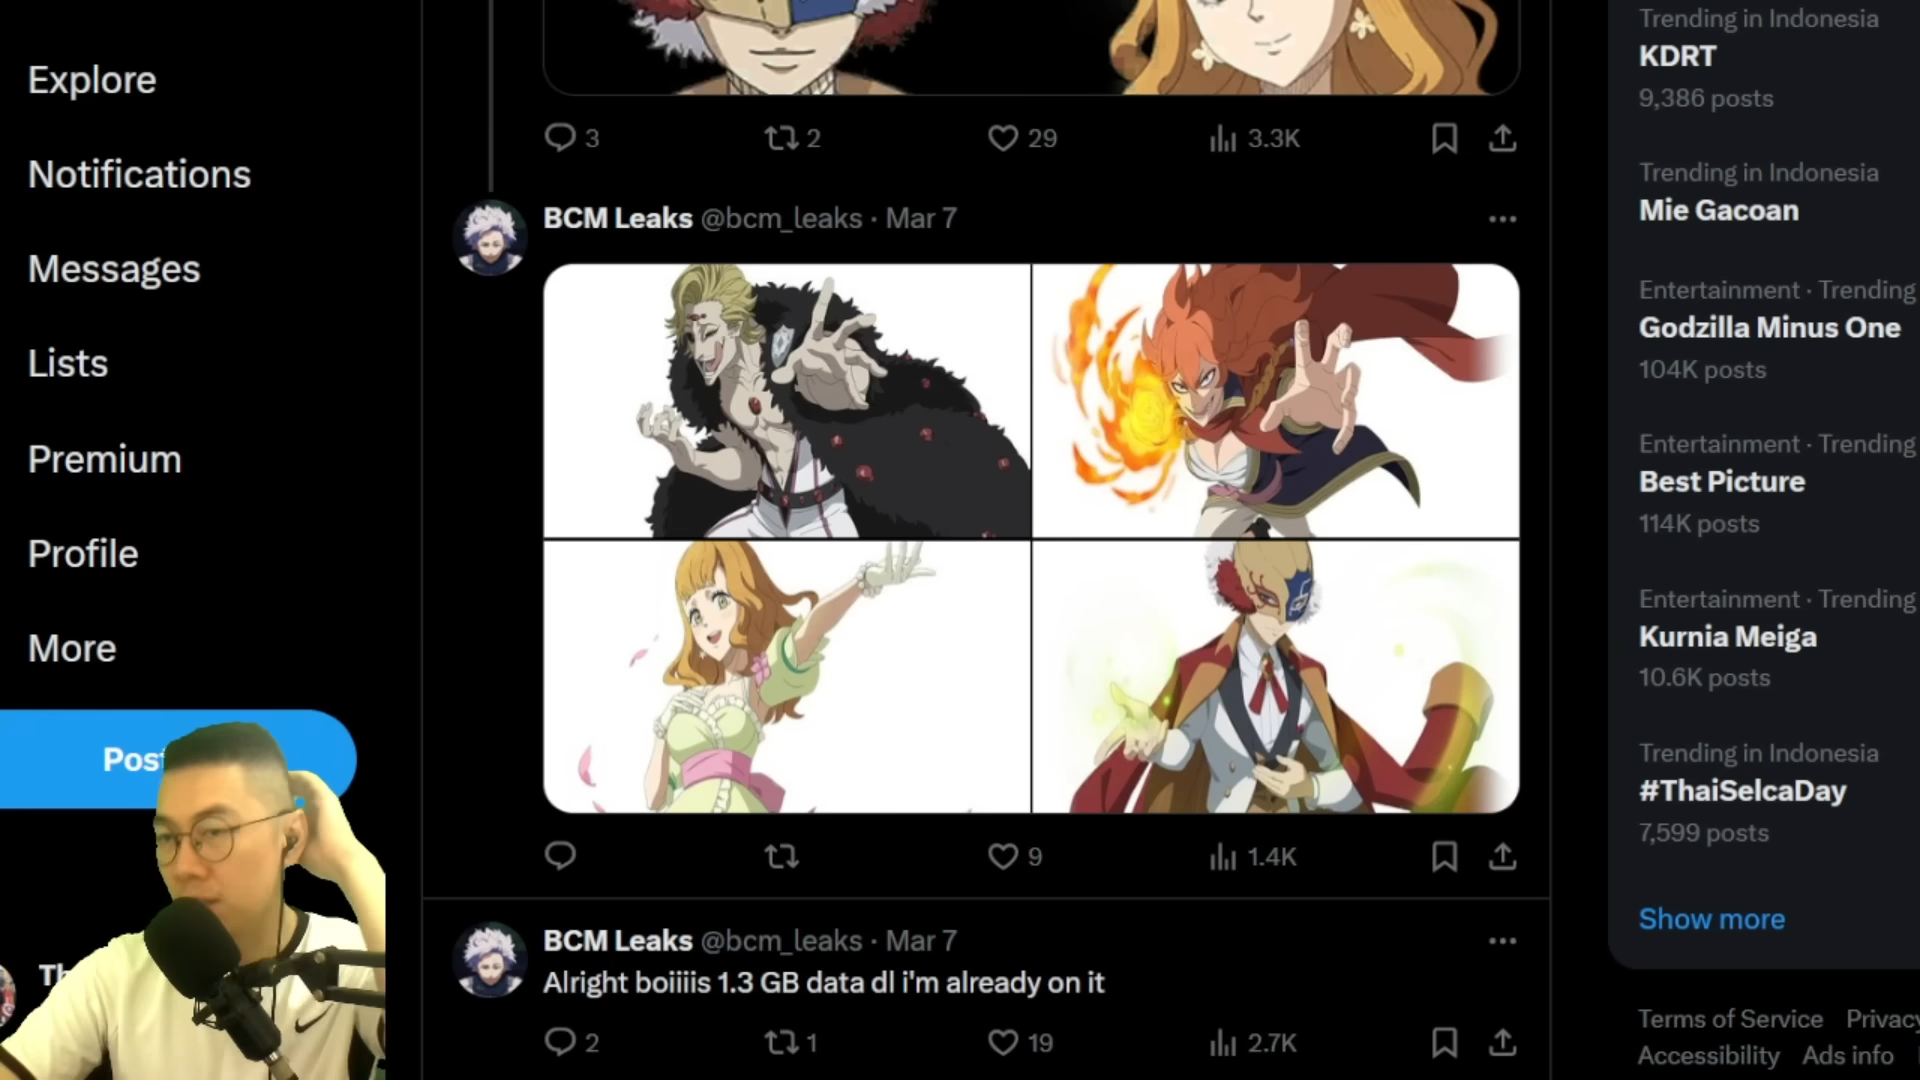 Explore
Notifications
Messages
Lists
Premium
Profile
More
Post
Th
3 2 29 3.3K
BCM Leaks @bcm_leaks · Mar 7
9 1.4K
BCM Leaks @bcm_leaks · Mar 7
Alright boiiiis 1.3 GB data dl i'm already on it
2 1 19 2.7K
Trending in Indonesia
KDRT
9,386 posts
Trending in Indonesia
Mie Gacoan
Entertainment · Trending
Godzilla Minus One
104K posts
Entertainment · Trending
Best Picture
114K posts
Entertainment · Trending
Kurnia Meiga
10.6K posts
Trending in Indonesia
#ThaiSelcaDay
7,599 posts
Show more
Terms of Service Privacy
Accessibility Ads info